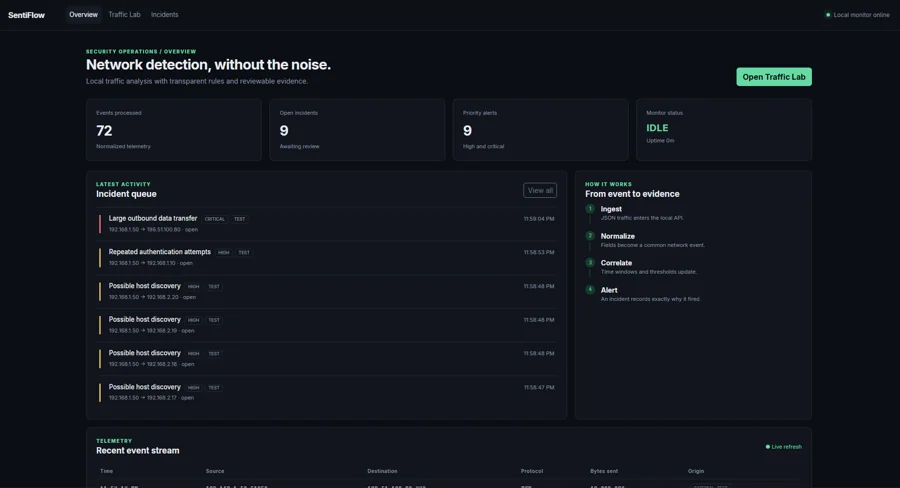 SentiFlow
Overview
Traffic Lab
Incidents
Local monitor online
SECURITY OPERATIONS / OVERVIEW
Network detection, without the noise.
Local traffic analysis with transparent rules and reviewable evidence.
Open Traffic Lab
Events processed
72
Normalized telemetry
Open incidents
9
Awaiting review
Priority alerts
9
High and critical
Monitor status
IDLE
Uptime 0m
LATEST ACTIVITY
Incident queue
View all
Large outbound data transfer CRITICAL TEST
192.168.1.50 → 198.51.100.80 · open
11:59:04 PM
Repeated authentication attempts HIGH TEST
192.168.1.50 → 192.168.1.10 · open
11:58:53 PM
Possible host discovery HIGH TEST
192.168.1.50 → 192.168.2.20 · open
11:58:48 PM
Possible host discovery HIGH TEST
192.168.1.50 → 192.168.2.19 · open
11:58:48 PM
Possible host discovery HIGH TEST
192.168.1.50 → 192.168.2.18 · open
11:58:48 PM
Possible host discovery HIGH TEST
192.168.1.50 → 192.168.2.17 · open
11:58:47 PM
HOW IT WORKS
From event to evidence
1 Ingest
JSON traffic enters the local API.
2 Normalize
Fields become a common network event.
3 Correlate
Time windows and thresholds update.
4 Alert
An incident records exactly why it fired.
TELEMETRY
Recent event stream
Live refresh
Time Source Destination Protocol Bytes sent Origin